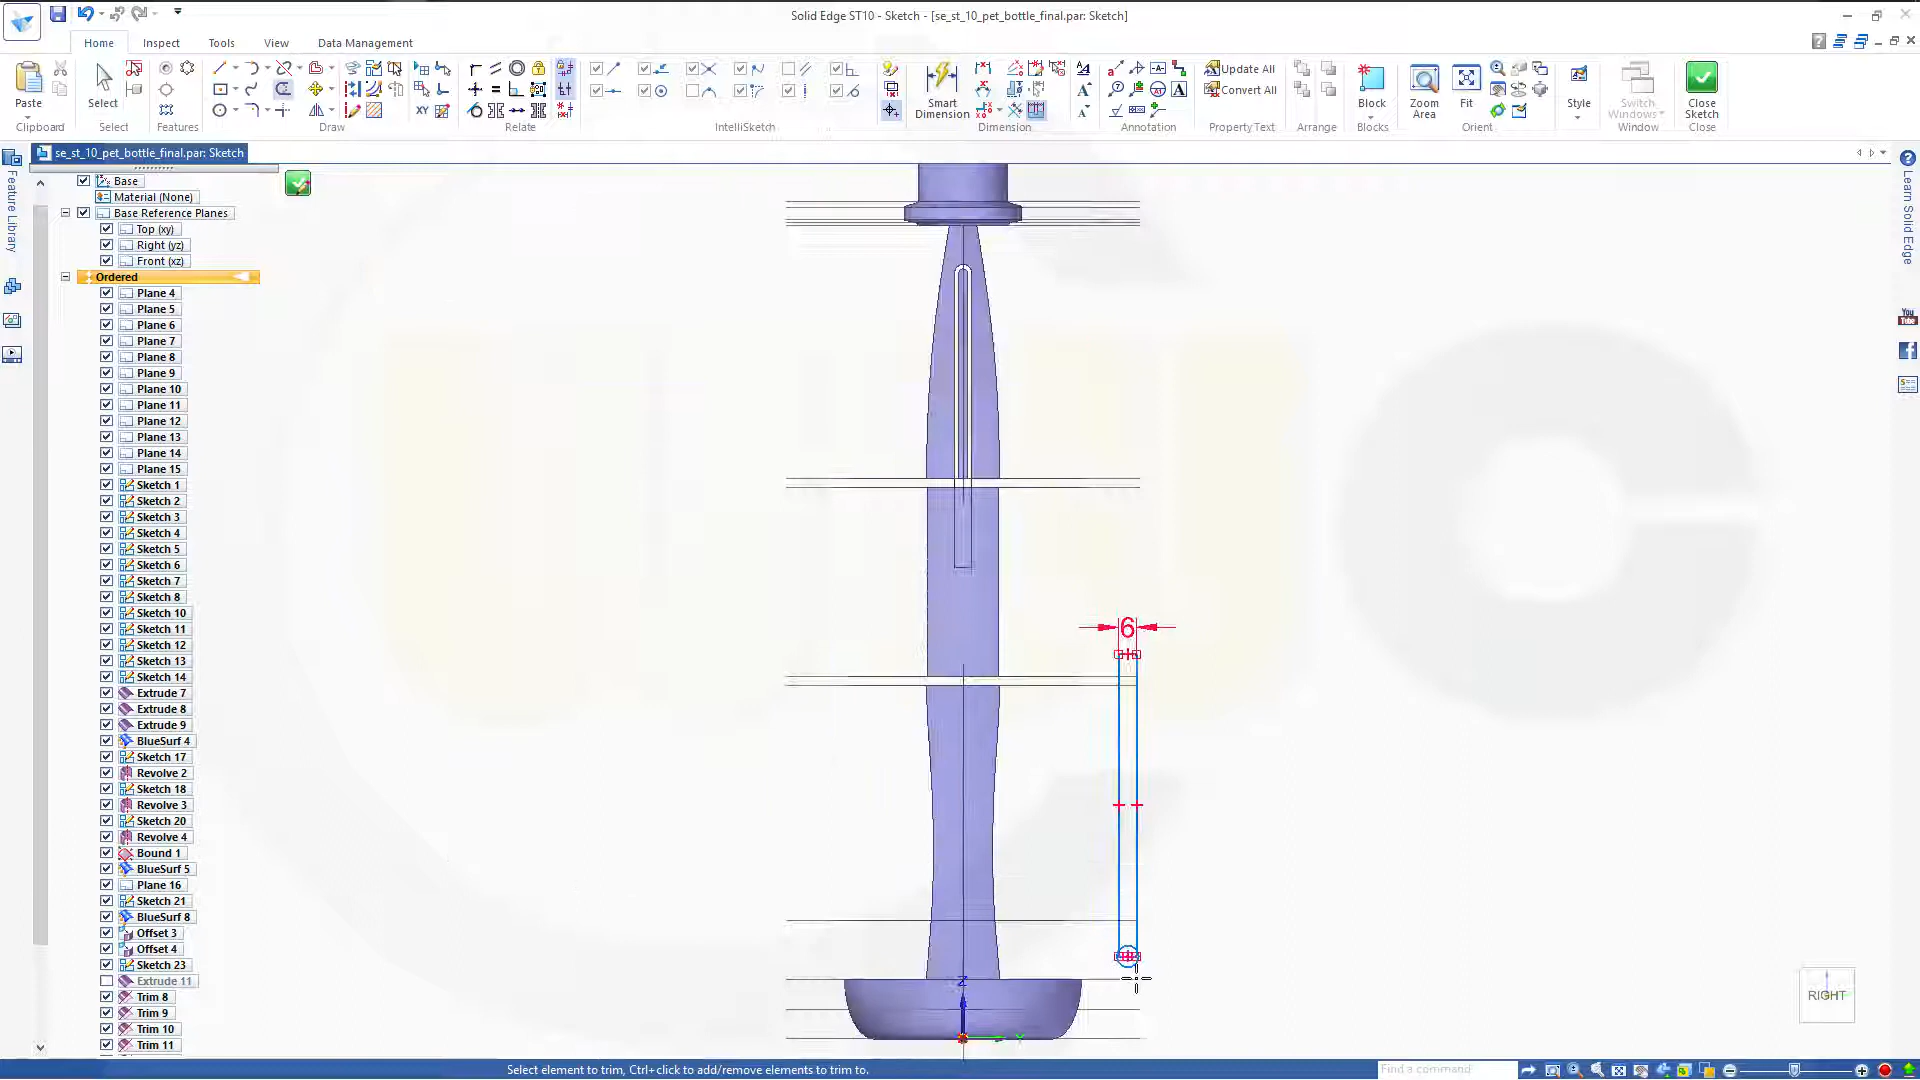 Solid Edge ST10 - Sketch - [se_st_10_pet_bottle_final.par: Sketch]
Home
Inspect
Tools
View
Data Management
Paste
Select
Smart
Dimension
Update All
Convert All
Block
Zoom
Area
Fit
Style
Switch
Windows
Close
Sketch
Clipboard
Select
Features
Draw
Relate
IntelliSketch
Dimension
Annotation
PropertyText
Arrange
Blocks
Orient
Window
Close
se_st_10_pet_bottle_final.par: Sketch
Feature Library
Learn Solid Edge
You
Tube
Base
Material (None)
Base Reference Planes
Top (xy)
Right (yz)
Front (xz)
Ordered
Plane 4
Plane 5
Plane 6
Plane 7
Plane 8
Plane 9
Plane 10
Plane 11
Plane 12
Plane 13
Plane 14
Plane 15
Sketch 1
Sketch 2
Sketch 3
Sketch 4
Sketch 5
Sketch 6
Sketch 7
Sketch 8
Sketch 10
Sketch 11
Sketch 12
Sketch 13
Sketch 14
Extrude 7
Extrude 8
Extrude 9
BlueSurf 4
Sketch 17
Revolve 2
Sketch 18
Revolve 3
Sketch 20
Revolve 4
Bound 1
BlueSurf 5
Plane 16
Sketch 21
BlueSurf 8
Offset 3
Offset 4
Sketch 23
Extrude 11
Trim 8
Trim 9
Trim 10
Trim 11
6
Z
Y
RIGHT
Select element to trim, Ctrl+click to add/remove elements to trim to.
Find a command